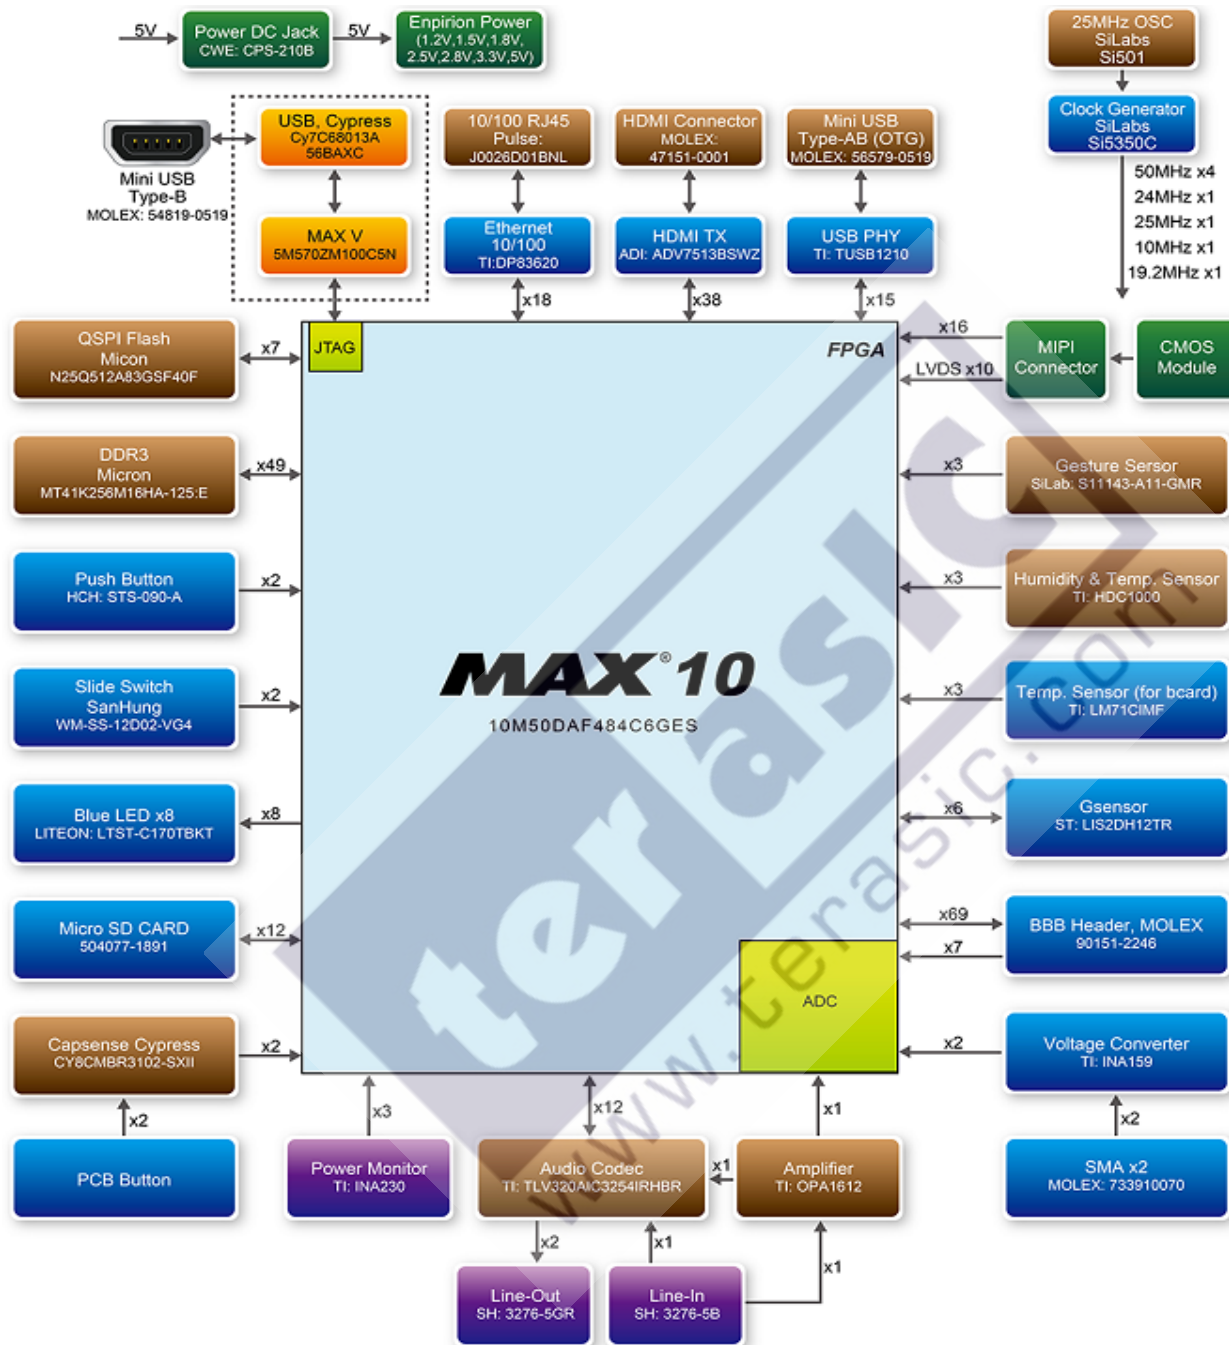 5V
Power DC Jack
CWE: CPS-210B
5V
Enpirion Power
(1.2V,1.5V,1.8V,
2.5V,2.8V,3.3V,5V)
25MHz OSC
SiLabs
Si501
Clock Generator
SiLabs
Si5350C
50MHz x4
24MHz x1
25MHz x1
10MHz x1
19.2MHz x1
Mini USB
Type-B
MOLEX: 54819-0519
USB, Cypress
Cy7C68013A
56BAXC
MAX V
5M570ZM100C5N
10/100 RJ45
Pulse:
J0026D01BNL
Ethernet
10/100
TI:DP83620
x18
HDMI Connector
MOLEX:
47151-0001
HDMI TX
ADI: ADV7513BSWZ
x38
Mini USB
Type-AB (OTG)
MOLEX: 56579-0519
USB PHY
TI: TUSB1210
x15
JTAG
FPGA
MAX® 10
10M50DAF484C6GES
ADC
QSPI Flash
Micon
N25Q512A83GSF40F
x7
DDR3
Micron
MT41K256M16HA-125:E
x49
Push Button
HCH: STS-090-A
x2
Slide Switch
SanHung
WM-SS-12D02-VG4
x2
Blue LED x8
LITEON: LTST-C170TBKT
x8
Micro SD CARD
504077-1891
x12
Capsense Cypress
CY8CMBR3102-SXII
x2
x2
PCB Button
x16
LVDS x10
MIPI
Connector
CMOS
Module
x3
Gesture Sersor
SiLab: S11143-A11-GMR
x3
Humidity & Temp. Sensor
TI: HDC1000
x3
Temp. Sensor (for bcard)
TI: LM71CIMF
x6
Gsensor
ST: LIS2DH12TR
x69
x7
BBB Header, MOLEX
90151-2246
x2
Voltage Converter
TI: INA159
x2
SMA x2
MOLEX: 733910070
x3
Power Monitor
TI: INA230
x12
Audio Codec
TI: TLV320AIC3254IRHBR
x1
x1
Amplifier
TI: OPA1612
x2
x1
x1
Line-Out
SH: 3276-5GR
Line-In
SH: 3276-5B
terasic
www.terasic.com